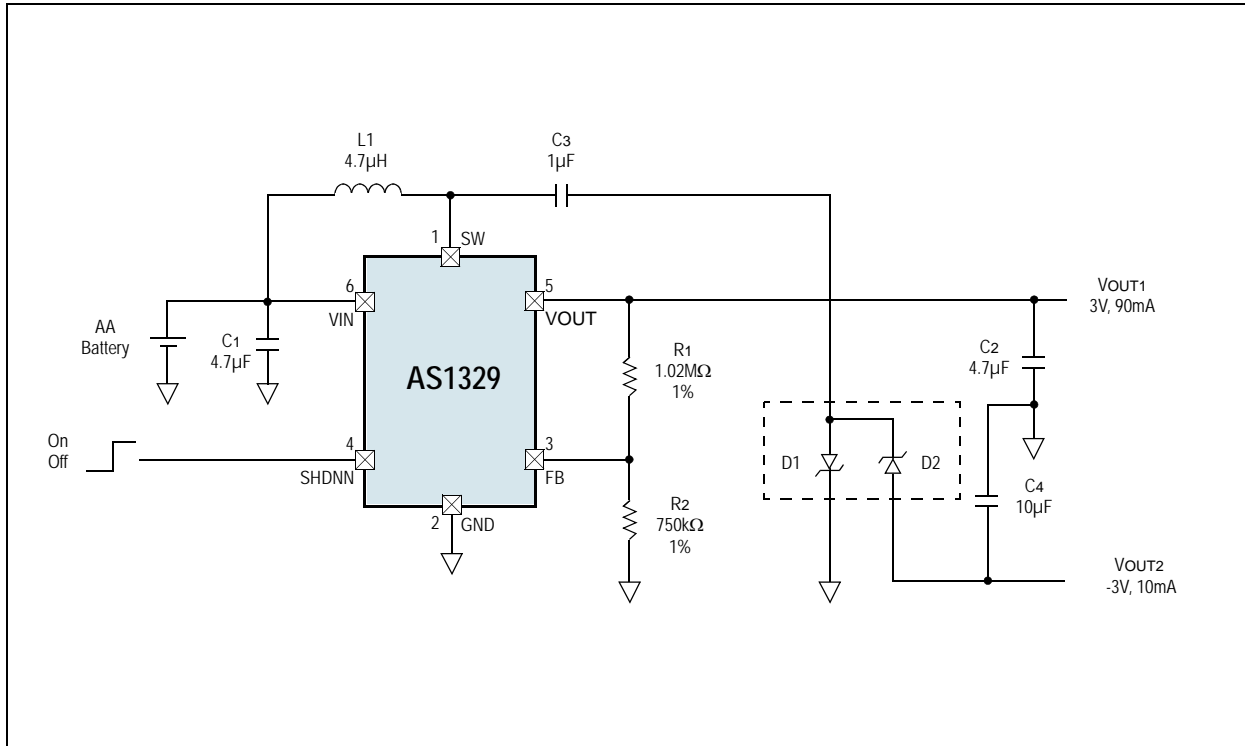 L1
4.7µH
C3
1µF
1
SW
6
VIN
5
VOUT
AA
Battery
C1
4.7µF
AS1329
R1
1.02MΩ
1%
VOUT1
3V, 90mA
C2
4.7µF
On
Off
4
SHDNN
3
FB
D1
D2
C4
10µF
2
GND
R2
750kΩ
1%
VOUT2
-3V, 10mA